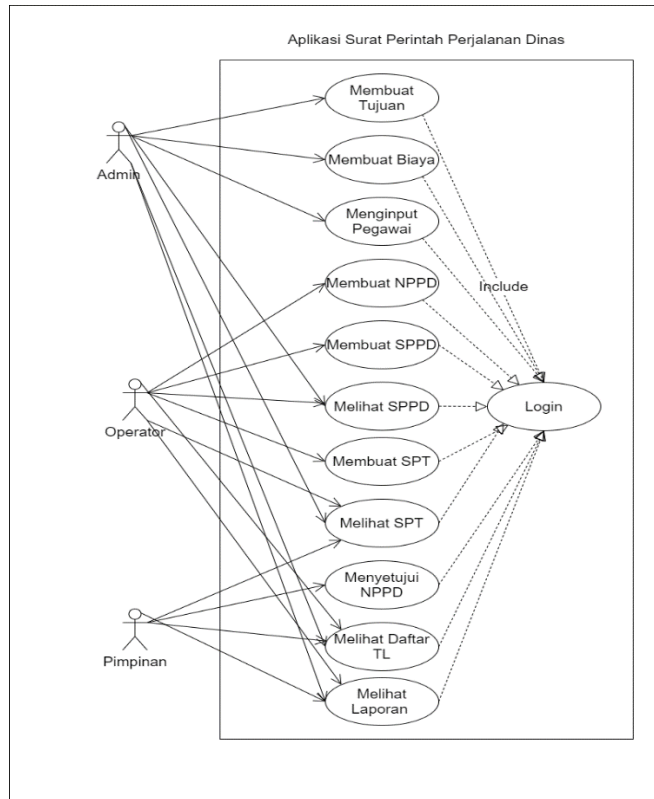 Aplikasi Surat Perintah Perjalanan Dinas
Membuat
Tujuan
Admin
Membuat Biaya
Menginput
Pegawai
Membuat NPPD
Include
Membuat SPPD
Operator
Melihat SPPD
Login
Membuat SPT
Melihat SPT
Menyetujui
NPPD
Pimpinan
Melihat Daftar
TL
Melihat
Laporan